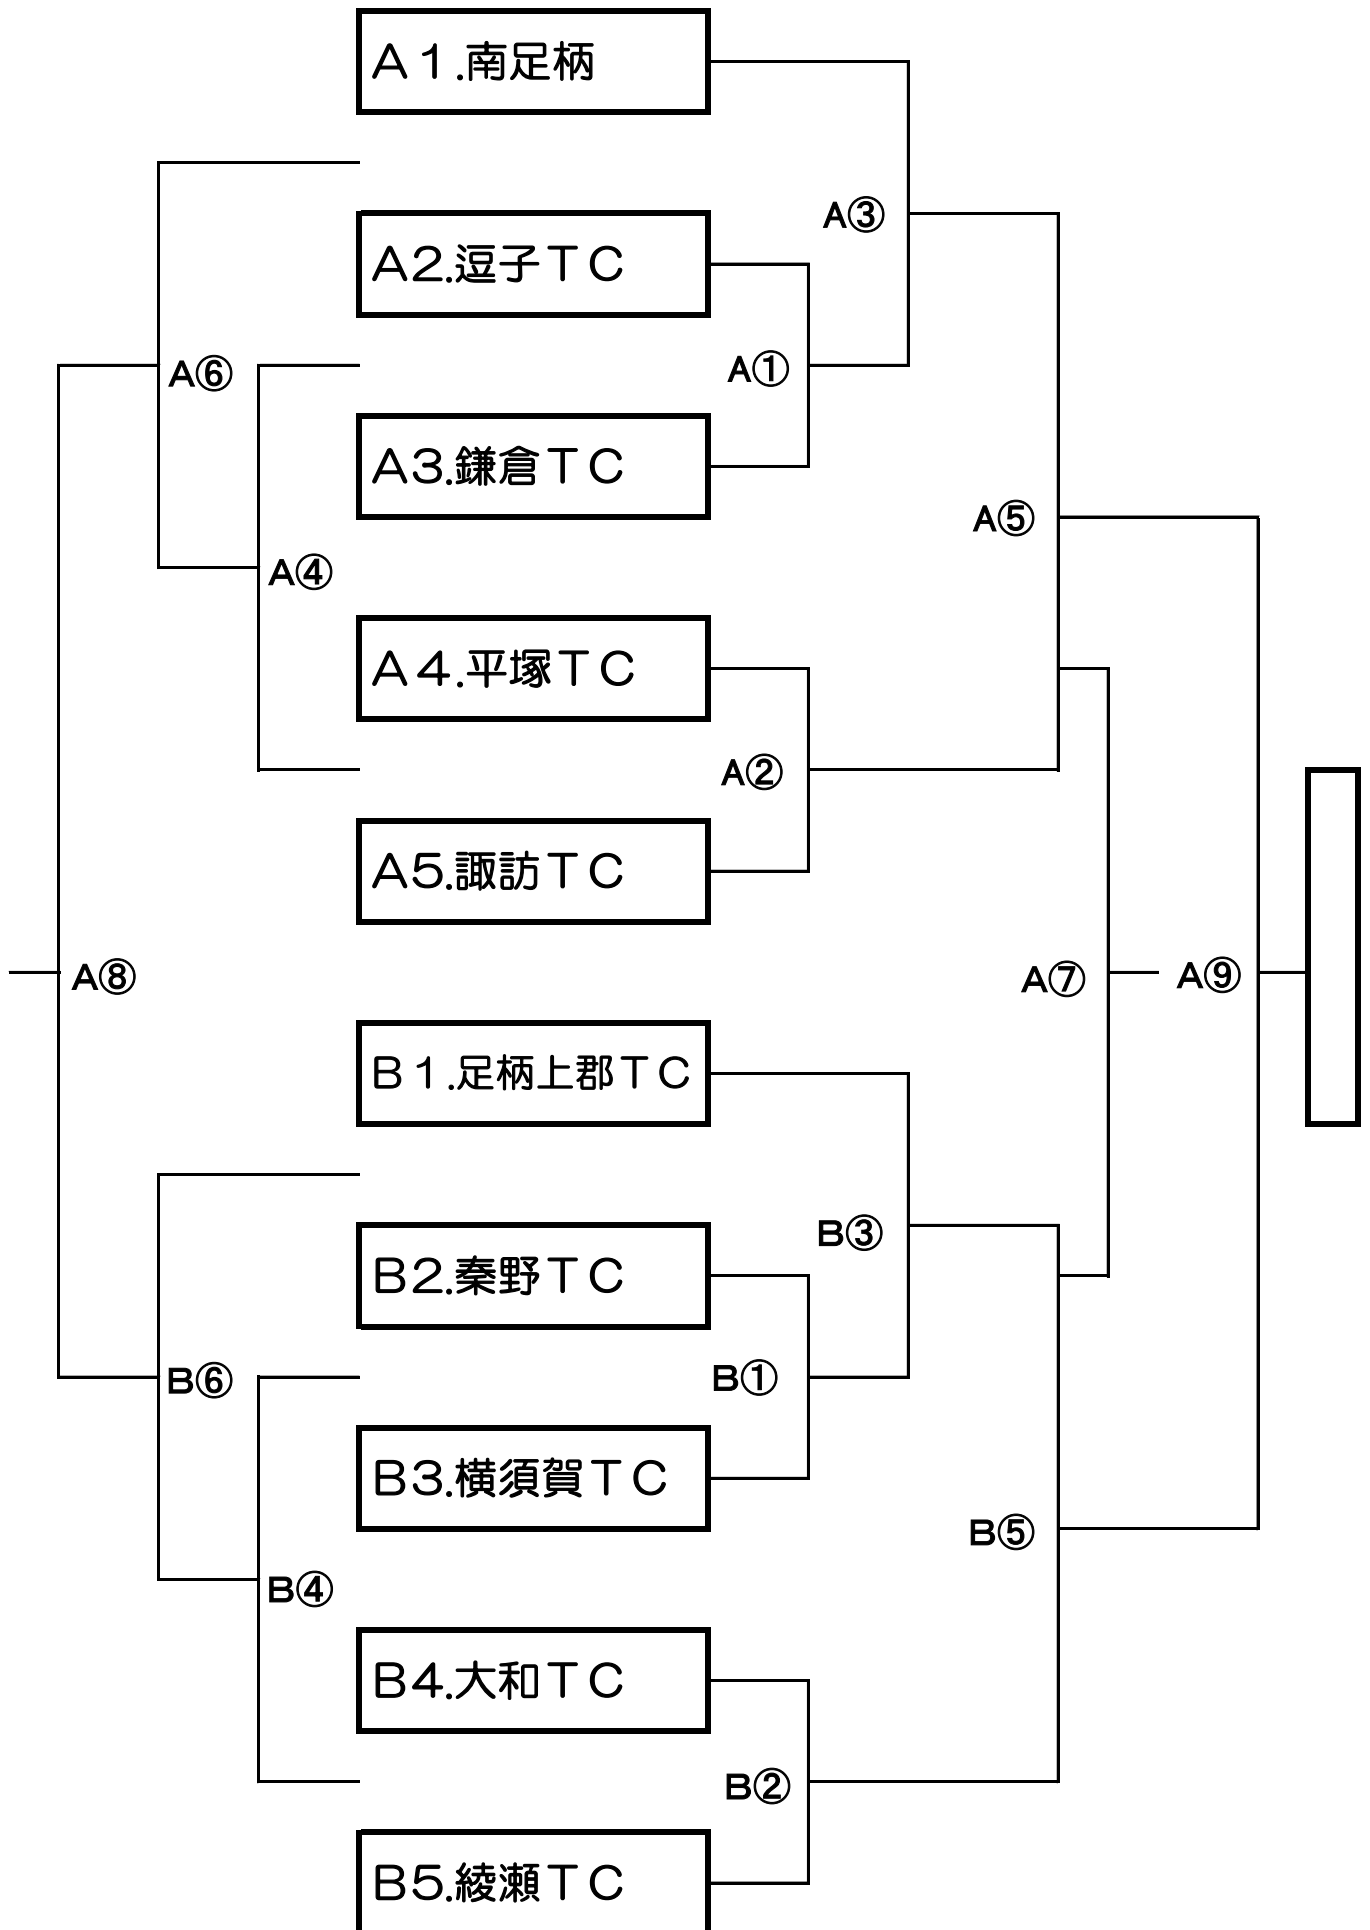 Ａ１.南足柄
A③
Ａ2.逗子ＴＣ
A①
A⑥
Ａ3.鎌倉ＴＣ
A⑤
A④
Ａ４.平塚ＴＣ
A②
Ａ5.諏訪ＴＣ
A⑧
A⑦
A⑨
Ｂ１.足柄上郡ＴＣ
B③
Ｂ2.秦野ＴＣ
B①
B⑥
Ｂ3.横須賀ＴＣ
B⑤
B④
Ｂ4.大和ＴＣ
B②
Ｂ5.綾瀬ＴＣ